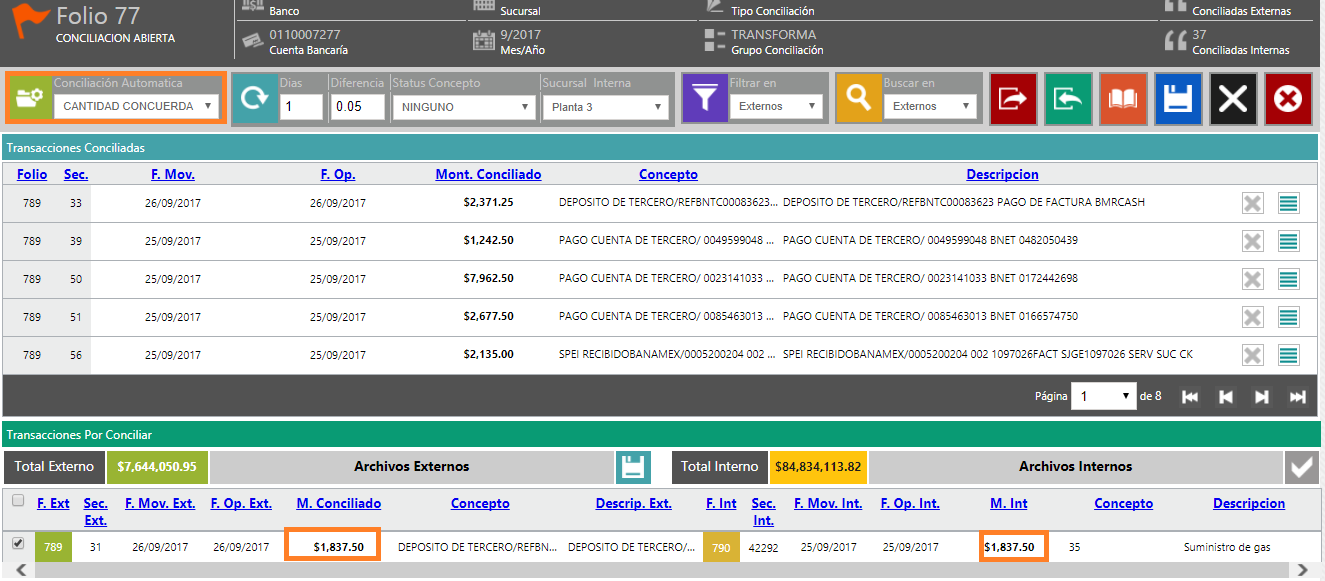 Folio 77
CONCILIACION ABIERTA
Banco
0110007277
Cuenta Bancaría
Sucursal
9/2017
Mes/Año
Tipo Conciliación
TRANSFORMA
Grupo Conciliación
Conciliadas Externas
37
Conciliadas Internas
Conciliación Automatica
CANTIDAD CONCUERDA
Dias
1
Diferencia
0.05
Status Concepto
NINGUNO
Sucursal Interna
Planta 3
Filtrar en
Externos
Buscar en
Externos
Transacciones Conciliadas
Folio Sec. F. Mov. F. Op. Mont. Conciliado Concepto Descripcion
789 33 26/09/2017 26/09/2017 $2,371.25 DEPOSITO DE TERCERO/REFBNTC00083623... DEPOSITO DE TERCERO/REFBNTC00083623 PAGO DE FACTURA BMRCASH
789 39 25/09/2017 25/09/2017 $1,242.50 PAGO CUENTA DE TERCERO/ 0049599048 ... PAGO CUENTA DE TERCERO/ 0049599048 BNET 0482050439
789 50 25/09/2017 25/09/2017 $7,962.50 PAGO CUENTA DE TERCERO/ 0023141033 ... PAGO CUENTA DE TERCERO/ 0023141033 BNET 0172442698
789 51 25/09/2017 25/09/2017 $2,677.50 PAGO CUENTA DE TERCERO/ 0085463013 ... PAGO CUENTA DE TERCERO/ 0085463013 BNET 0166574750
789 56 25/09/2017 25/09/2017 $2,135.00 SPEI RECIBIDOBANAMEX/0005200204 002 ... SPEI RECIBIDOBANAMEX/0005200204 002 1097026FACT SJGE1097026 SERV SUC CK
Página 1 de 8
Transacciones Por Conciliar
Total Externo $7,644,050.95 Archivos Externos Total Interno $84,834,113.82 Archivos Internos
F. Ext Sec. Ext. F. Mov. Ext. F. Op. Ext. M. Conciliado Concepto Descrip. Ext. F. Int Sec. Int. F. Mov. Int. F. Op. Int. M. Int Concepto Descripcion
789 31 26/09/2017 26/09/2017 $1,837.50 DEPOSITO DE TERCERO/REFBN... DEPOSITO DE TERCERO/... 790 42292 25/09/2017 25/09/2017 $1,837.50 35 Suministro de gas